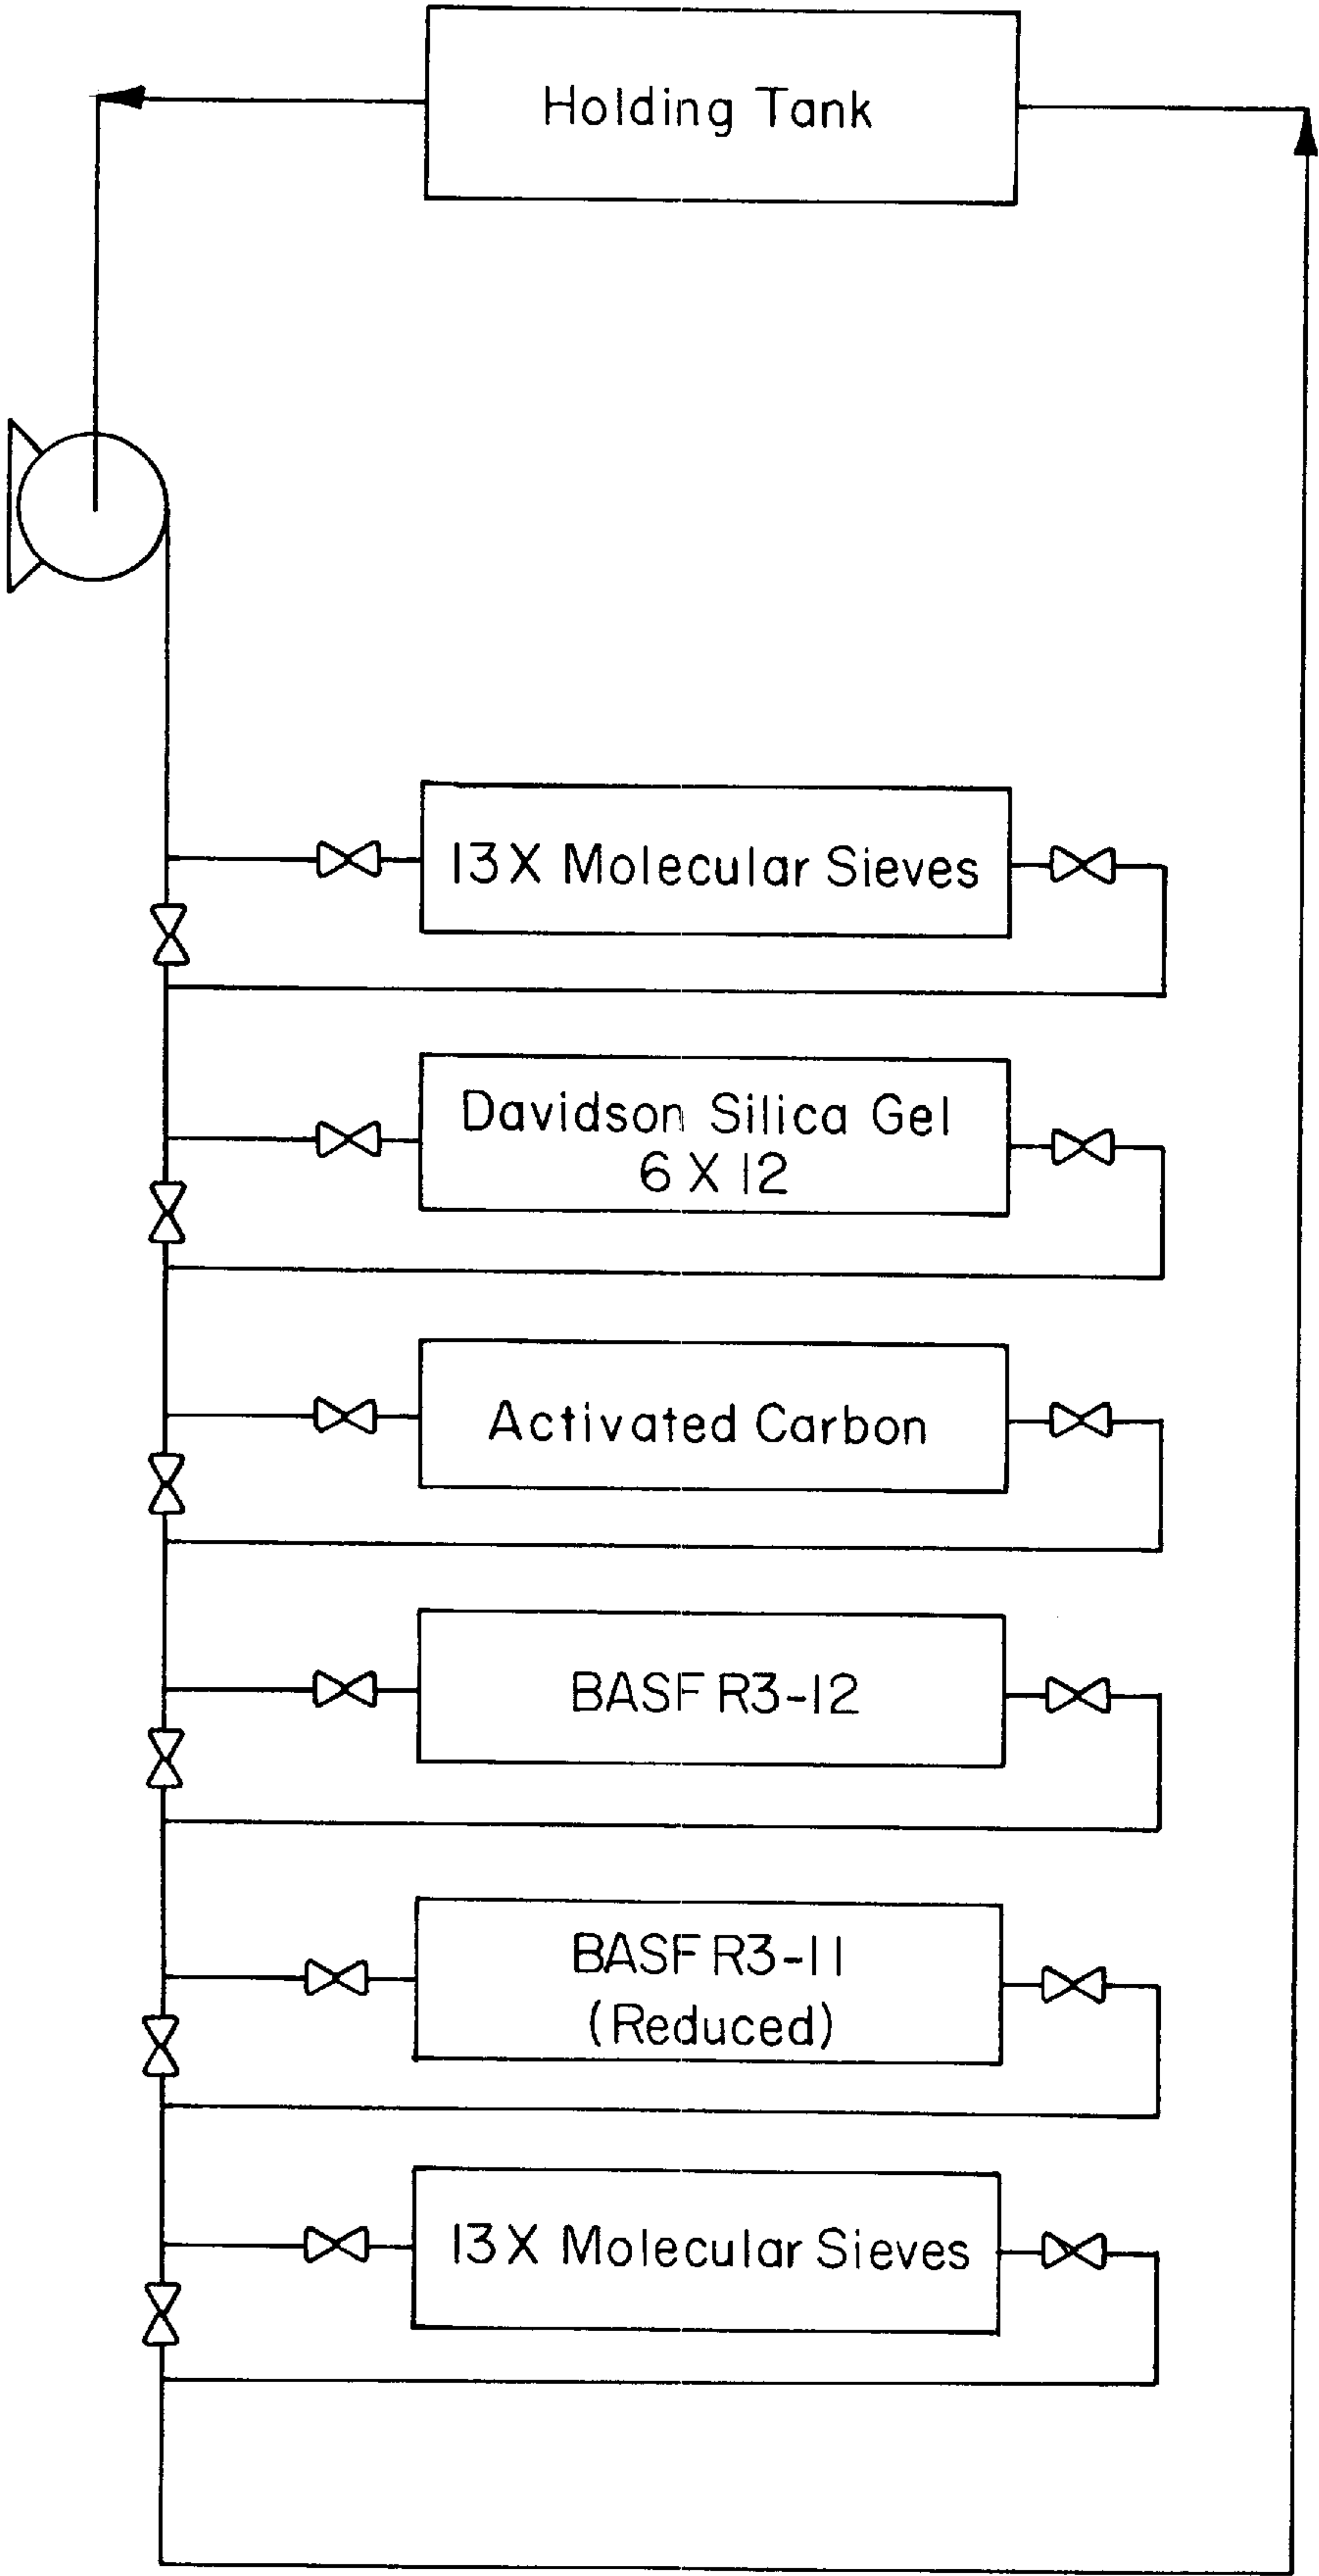 Holding Tank
13X Molecular Sieves
Davidson Silica Gel
6 X 12
Activated Carbon
BASF R3-12
BASF R3-11
(Reduced)
13X Molecular Sieves